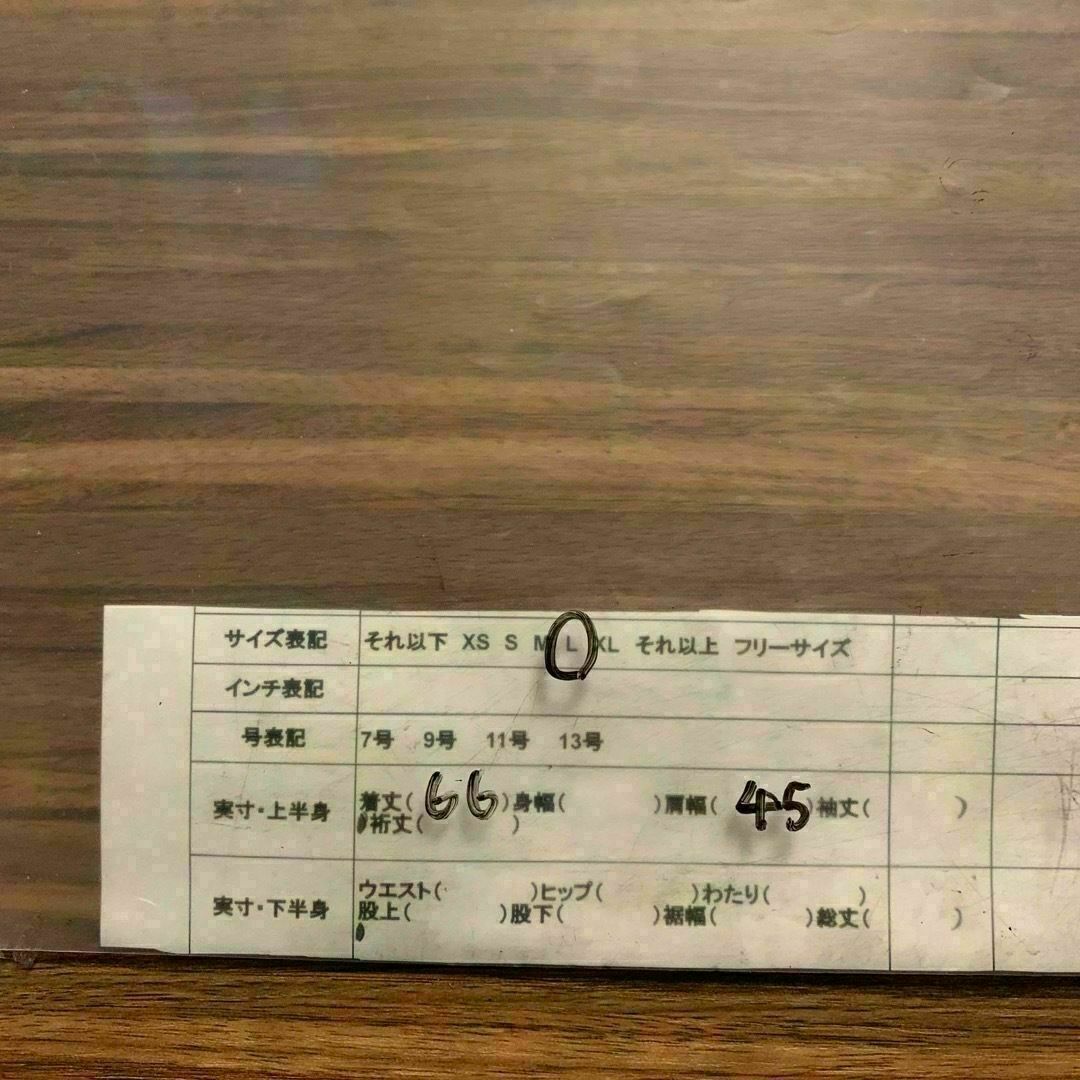 サイズ表記 それ以下 XS S M L XL それ以上 フリーサイズ
インチ表記
号表記 7号 9号 11号 13号
実寸・上半身 着丈( 66 )身幅( )肩幅( 45 )袖丈( )
裄丈( )
実寸・下半身 ウエスト( )ヒップ( )わたり( )
股上( )股下( )裾幅( )総丈( )